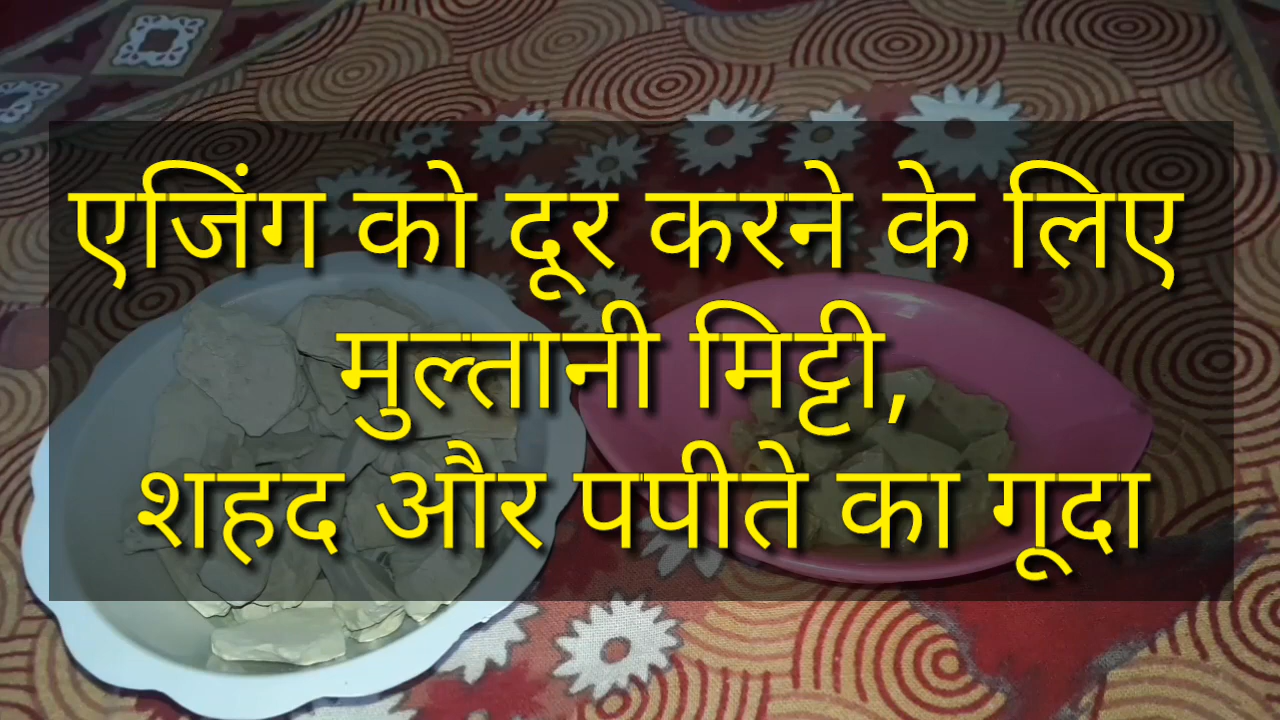 एजिंग को दूर करने के लिए
मुल्तानी मिट्टी,
शहद और पपीते का गूदा